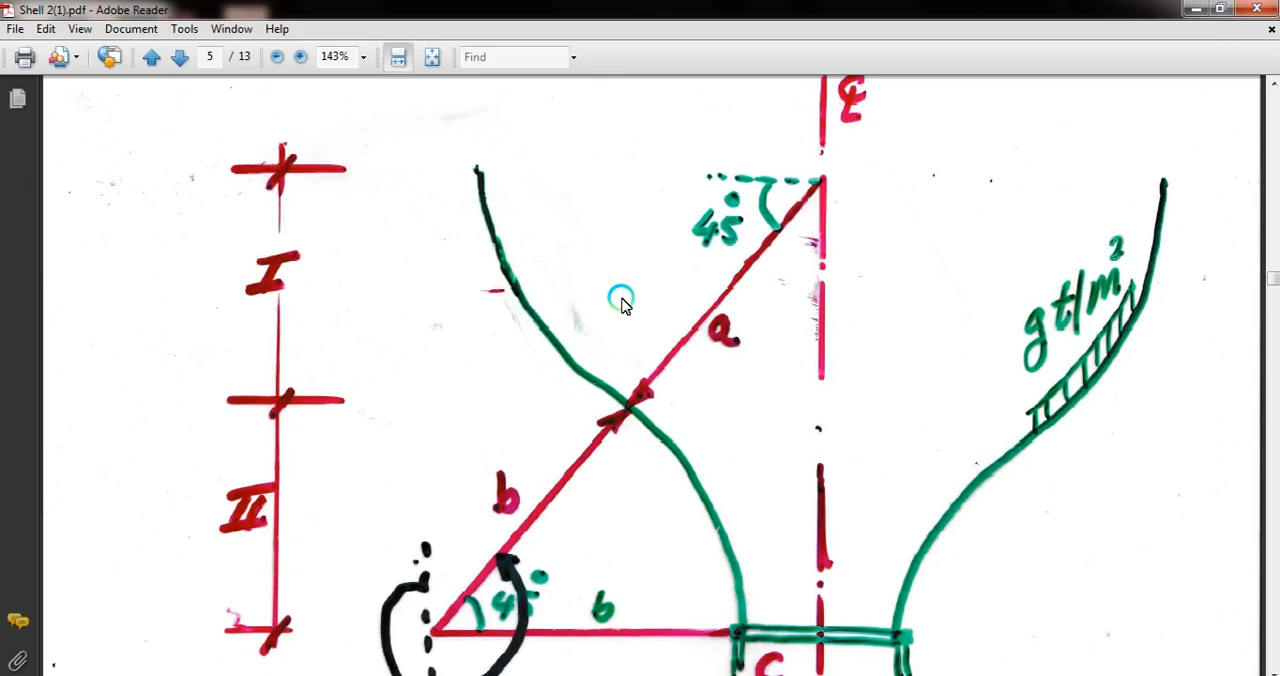 Shell 2(1).pdf - Adobe Reader
File Edit View Document Tools Window Help
5 / 13 143% Find
℄
45°
I
a
g t/m²
b
II
45°
b
C